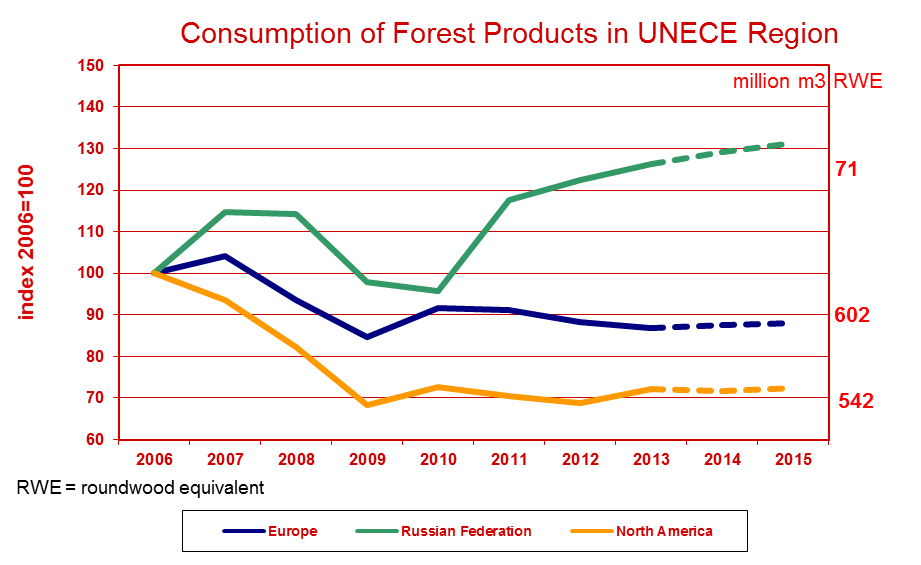 Consumption of Forest Products in UNECE Region
150
million m3 RWE
140
130
71
120
index 2006=100
110
100
90
602
80
70
542
60
2006 2007 2008 2009 2010 2011 2012 2013 2014 2015
RWE = roundwood equivalent
Europe Russian Federation North America